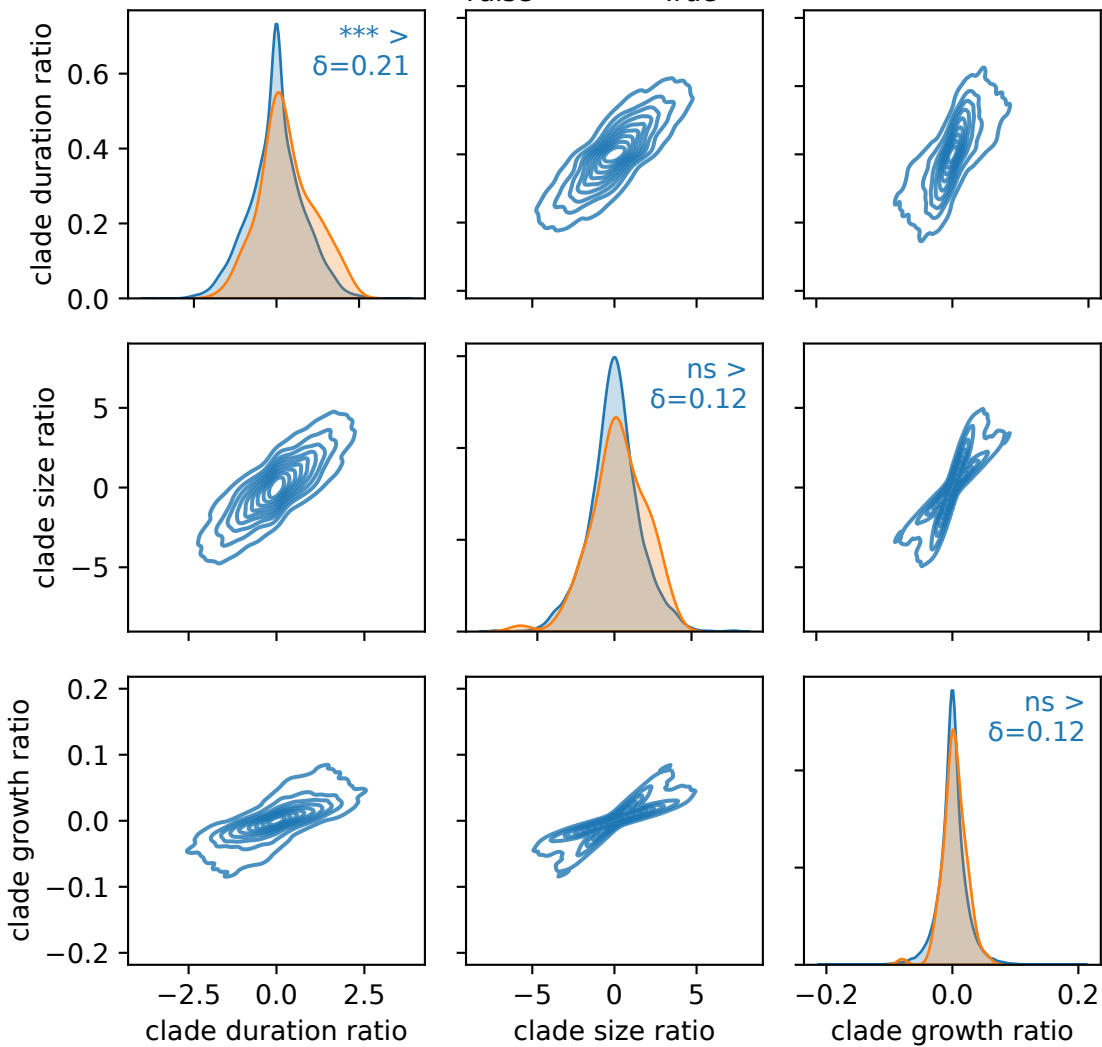 clade duration ratio
0.6
0.4
0.2
0.0
*** >
δ=0.21
clade size ratio
5
0
−5
ns >
δ=0.12
clade growth ratio
0.2
0.1
0.0
−0.1
−0.2
ns >
δ=0.12
−2.5 0.0 2.5
−5 0 5
−0.2 0.0 0.2
clade duration ratio
clade size ratio
clade growth ratio